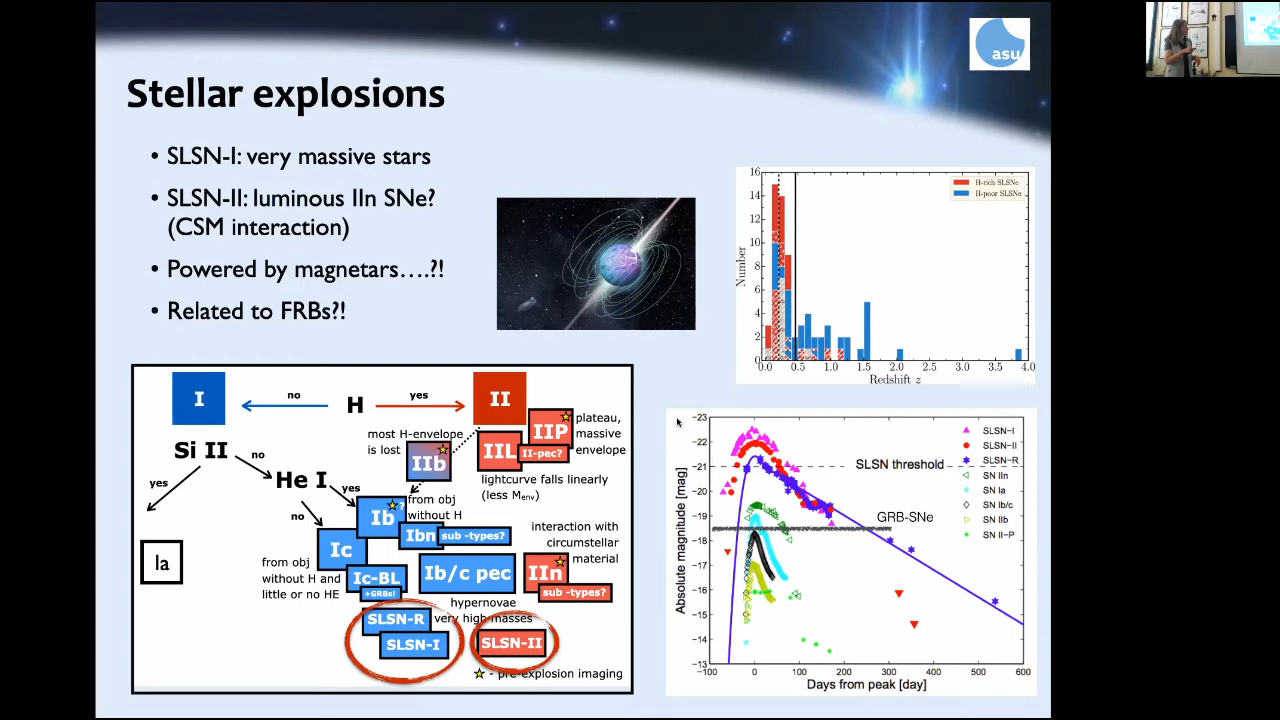 asu
Stellar explosions
• SLSN-I: very massive stars
• SLSN-II: luminous IIn SNe?
(CSM interaction)
• Powered by magnetars....?!
• Related to FRBs?!
16
14
12
10
8
6
4
2
0
Number
H-rich SLSNe
H-poor SLSNe
0.0 0.5 1.0 1.5 2.0 2.5 3.0 3.5 4.0
Redshift z
I
no
H
yes
II
Si II
no
yes
He I
yes
no
Ia
most H-envelope
is lost
IIb
IIL
IIP
II-pec?
plateau,
massive
envelope
lightcurve falls linearly
(less Menv)
Ib
?
from obj
without H
Ibn
sub -types?
Ic
from obj
without H and
little or no HE
Ic-BL
+GRBs!
Ib/c pec
hypernovae
very high masses
interaction with
circumstellar
material
IIn
sub -types?
SLSN-R
SLSN-I
SLSN-II
- pre-explosion imaging
−23
−22
−21
−20
−19
−18
−17
−16
−15
−14
−13
Absolute magnitude [mag]
SLSN threshold
GRB-SNe
SLSN-I
SLSN-II
SLSN-R
SN IIn
SN Ia
SN Ib/c
SN IIb
SN II-P
−100 0 100 200 300 400 500 600
Days from peak [day]